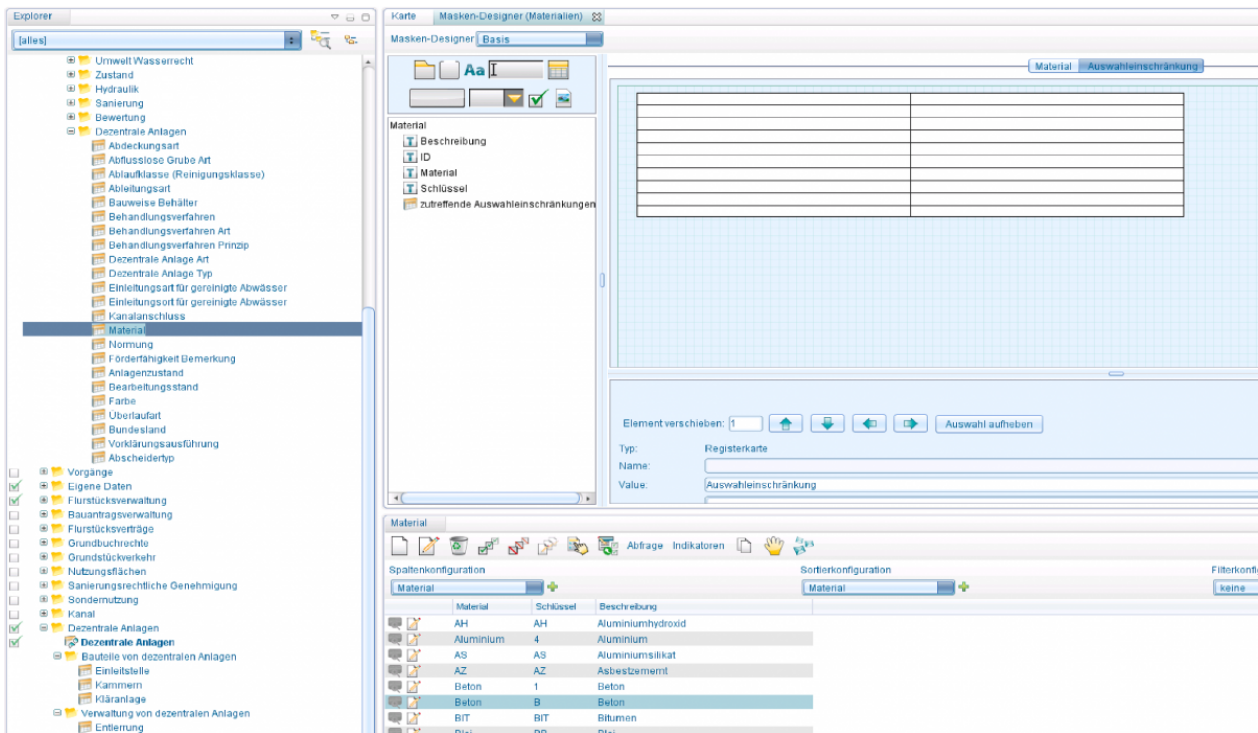 Explorer
[alles]
Umwelt Wasserrecht
Zustand
Hydraulik
Sanierung
Bewertung
Dezentrale Anlagen
Abdeckungsart
Abflusslose Grube Art
Ablaufklasse (Reinigungsklasse)
Ableitungsart
Bauweise Behälter
Behandlungsverfahren
Behandlungsverfahren Art
Behandlungsverfahren Prinzip
Dezentrale Anlage Art
Dezentrale Anlage Typ
Einleitungsart für gereinigte Abwässer
Einleitungsort für gereinigte Abwässer
Kanalanschluss
Material
Normung
Förderfähigkeit Bemerkung
Anlagenzustand
Bearbeitungsstand
Farbe
Überlaufart
Bundesland
Vorklärungsausführung
Abscheidertyp
Vorgänge
Eigene Daten
Flurstücksverwaltung
Bauantragsverwaltung
Flurstücksverträge
Grundbuchrechte
Grundstückverkehr
Nutzungsflächen
Sanierungsrechtliche Genehmigung
Sondernutzung
Kanal
Dezentrale Anlagen
Dezentrale Anlagen
Bauteile von dezentralen Anlagen
Einleitstelle
Kammern
Kläranlage
Verwaltung von dezentralen Anlagen
Entlerrung
Karte Masken-Designer (Materialien)
Masken-Designer Basis
Aa
Material
Beschreibung
ID
Material
Schlüssel
zutreffende Auswahleinschränkungen
Material Auswahleinschränkung
Element verschieben: 1 Auswahl aufheben
Typ: Registerkarte
Name:
Value: Auswahleinschränkung
Material
Abfrage Indikatoren
Spaltenkonfiguration Sortierkonfiguration Filterkonfi
Material Material keine
Material Schlüssel Beschreibung
AH AH Aluminiumhydroxid
Aluminium 4 Aluminium
AS AS Aluminiumsilikat
AZ AZ Asbestzememt
Beton 1 Beton
Beton B Beton
BIT BIT Bitumen